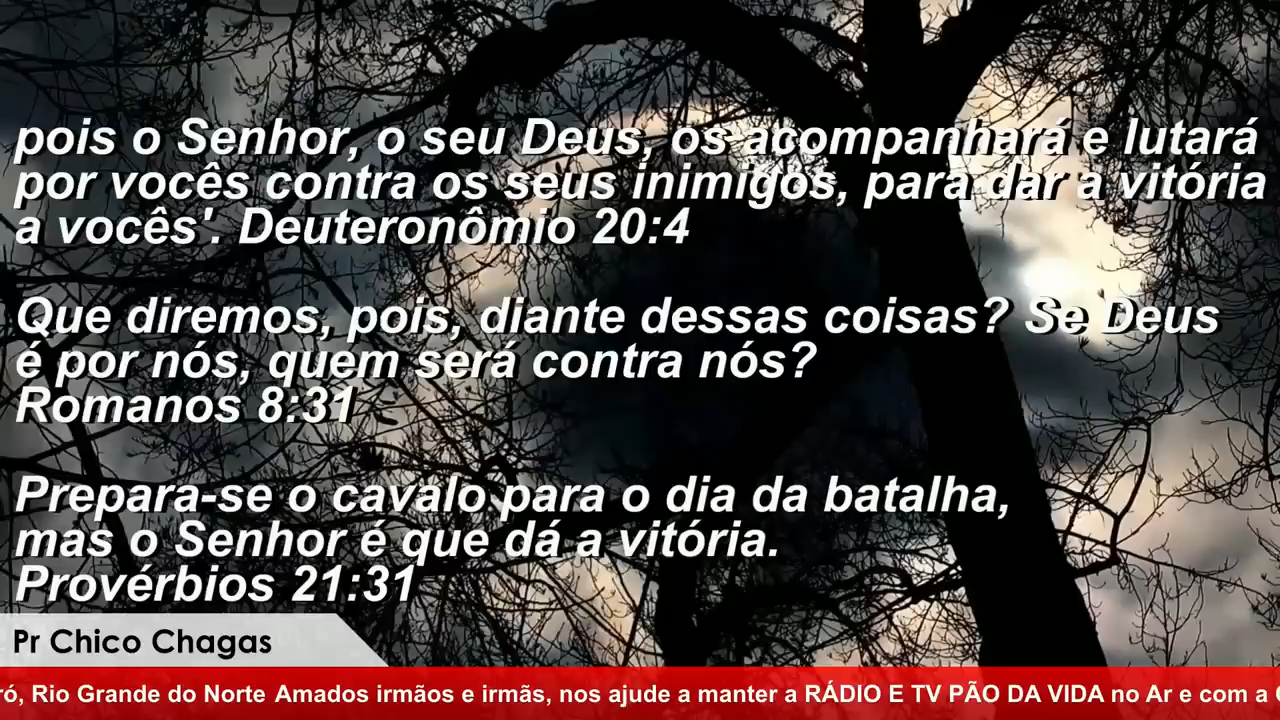 pois o Senhor, o seu Deus, os acompanhará e lutará
por vocês contra os seus inimigos, para dar a vitória
a vocês'. Deuteronômio 20:4
Que diremos, pois, diante dessas coisas? Se Deus
é por nós, quem será contra nós?
Romanos 8:31
Prepara-se o cavalo para o dia da batalha,
mas o Senhor é que dá a vitória.
Provérbios 21:31
Pr Chico Chagas
ró, Rio Grande do Norte Amados irmãos e irmãs, nos ajude a manter a RÁDIO E TV PÃO DA VIDA no Ar e com a